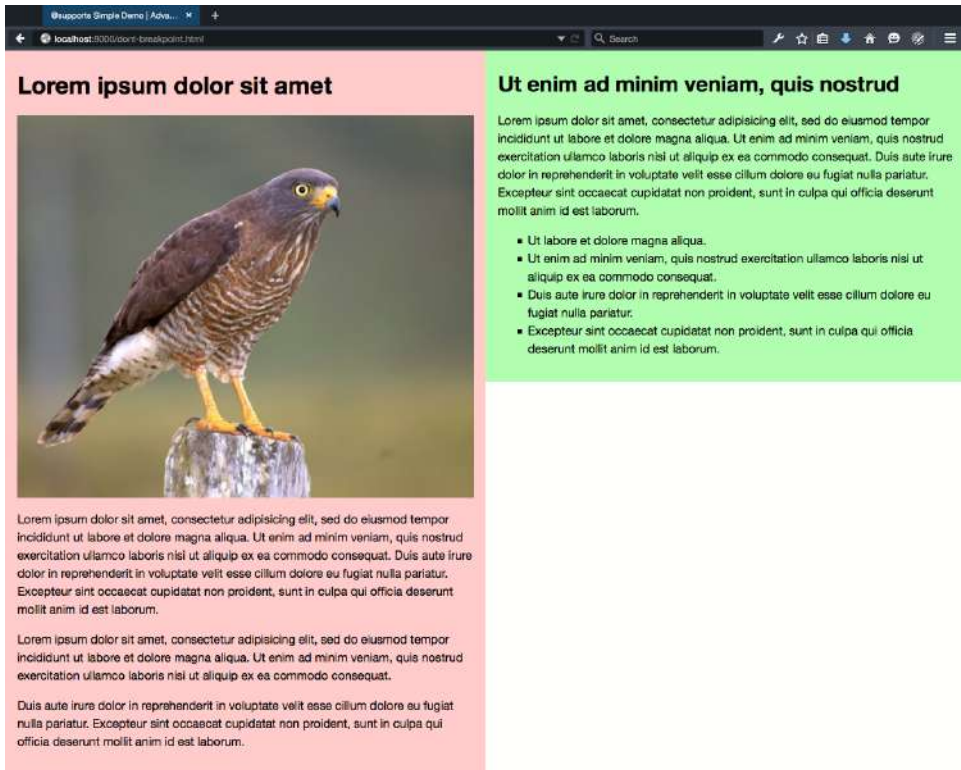 @supports Simple Demo | Adva... ×
+
localhost:8000/dont-breakpoint.html
Search
Lorem ipsum dolor sit amet
Lorem ipsum dolor sit amet, consectetur adipisicing elit, sed do eiusmod tempor
incididunt ut labore et dolore magna aliqua. Ut enim ad minim veniam, quis nostrud
exercitation ullamco laboris nisi ut aliquip ex ea commodo consequat. Duis aute irure
dolor in reprehenderit in voluptate velit esse cillum dolore eu fugiat nulla pariatur.
Excepteur sint occaecat cupidatat non proident, sunt in culpa qui officia deserunt
mollit anim id est laborum.
Lorem ipsum dolor sit amet, consectetur adipisicing elit, sed do eiusmod tempor
incididunt ut labore et dolore magna aliqua. Ut enim ad minim veniam, quis nostrud
exercitation ullamco laboris nisi ut aliquip ex ea commodo consequat.
Duis aute irure dolor in reprehenderit in voluptate velit esse cillum dolore eu fugiat
nulla pariatur. Excepteur sint occaecat cupidatat non proident, sunt in culpa qui
officia deserunt mollit anim id est laborum.
Ut enim ad minim veniam, quis nostrud
Lorem ipsum dolor sit amet, consectetur adipisicing elit, sed do eiusmod tempor
incididunt ut labore et dolore magna aliqua. Ut enim ad minim veniam, quis nostrud
exercitation ullamco laboris nisi ut aliquip ex ea commodo consequat. Duis aute irure
dolor in reprehenderit in voluptate velit esse cillum dolore eu fugiat nulla pariatur.
Excepteur sint occaecat cupidatat non proident, sunt in culpa qui officia deserunt
mollit anim id est laborum.
▪ Ut labore et dolore magna aliqua.
▪ Ut enim ad minim veniam, quis nostrud exercitation ullamco laboris nisi ut
aliquip ex ea commodo consequat.
▪ Duis aute irure dolor in reprehenderit in voluptate velit esse cillum dolore eu
fugiat nulla pariatur.
▪ Excepteur sint occaecat cupidatat non proident, sunt in culpa qui officia
deserunt mollit anim id est laborum.